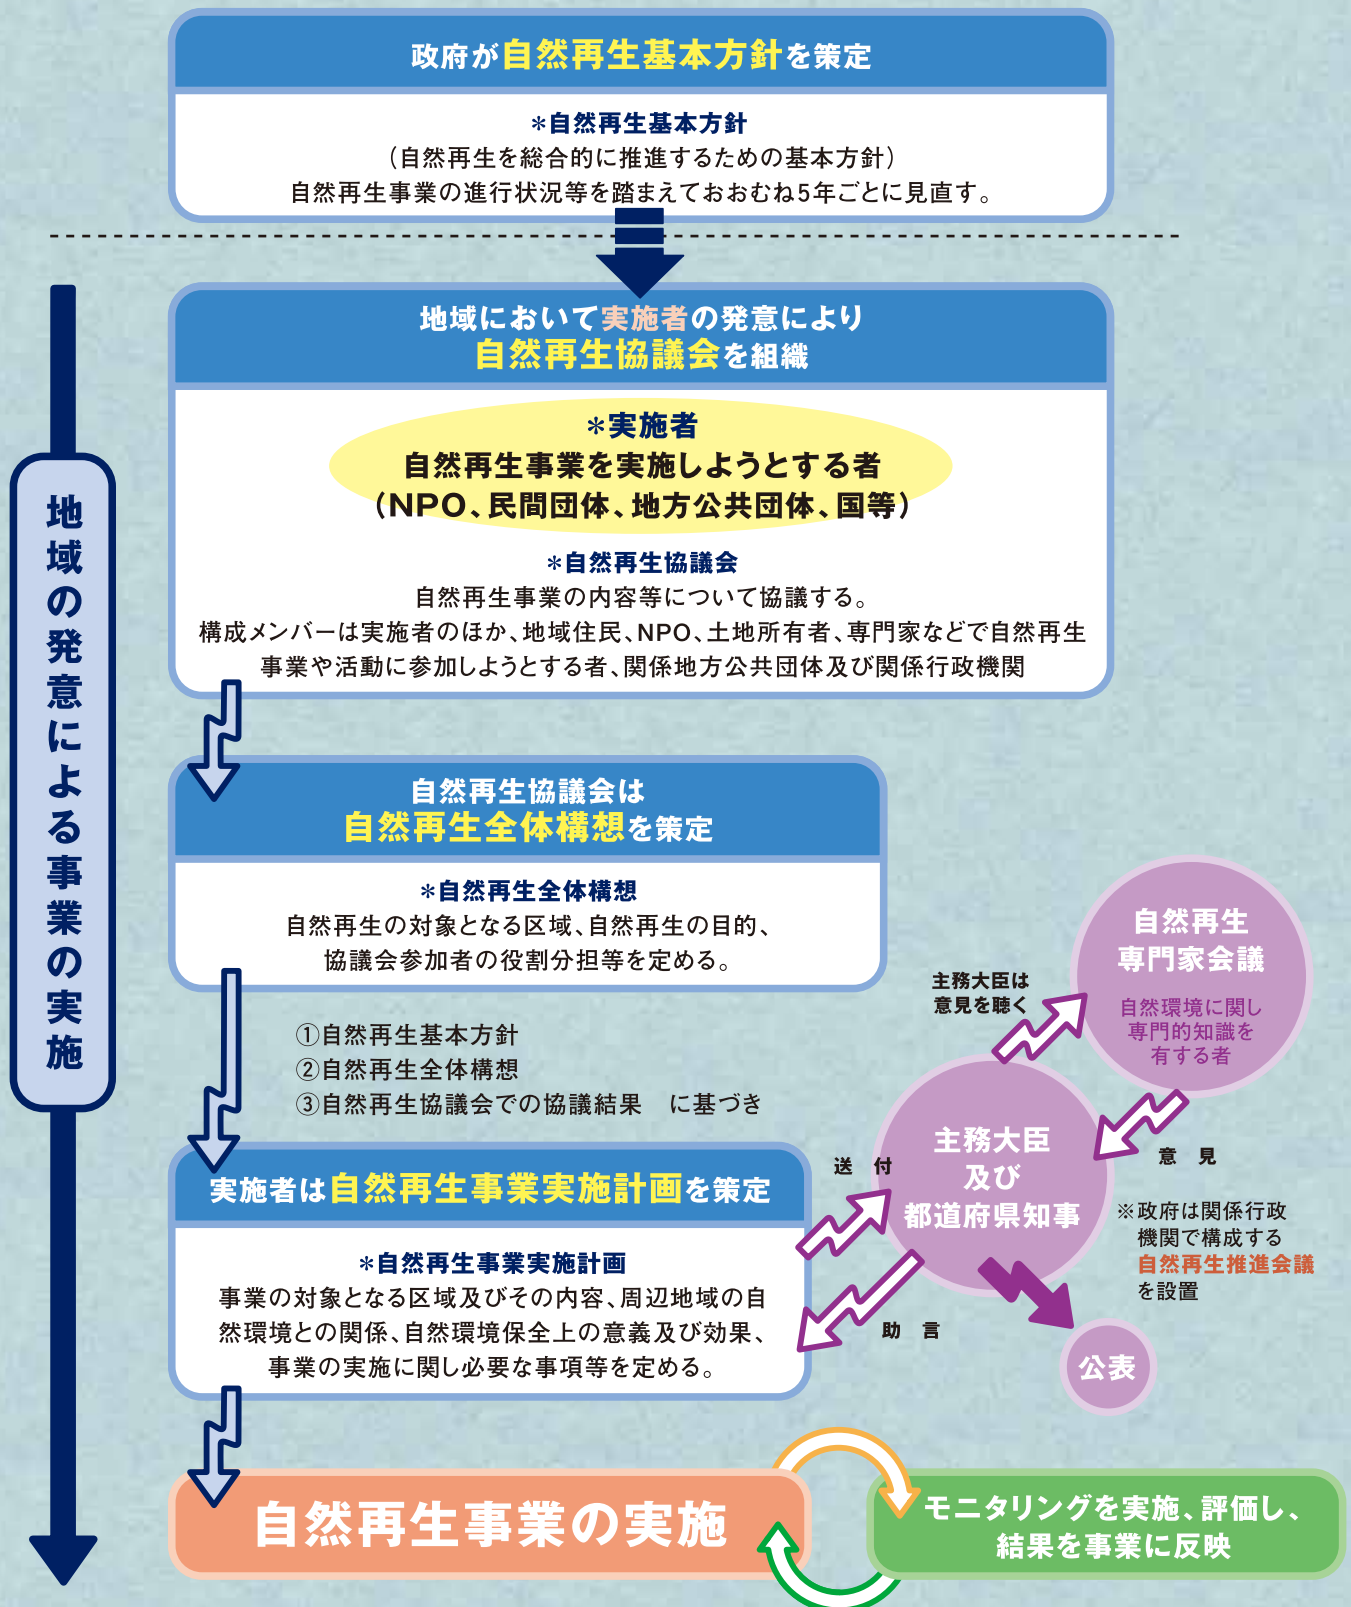 政府が自然再生基本方針を策定
＊自然再生基本方針
（自然再生を総合的に推進するための基本方針）
自然再生事業の進行状況等を踏まえておおむね5年ごとに見直す。
地域の発意による事業の実施
地域において実施者の発意により
自然再生協議会を組織
＊実施者
自然再生事業を実施しようとする者
（NPO、民間団体、地方公共団体、国等）
＊自然再生協議会
自然再生事業の内容等について協議する。
構成メンバーは実施者のほか、地域住民、NPO、土地所有者、専門家などで自然再生
事業や活動に参加しようとする者、関係地方公共団体及び関係行政機関
自然再生協議会は
自然再生全体構想を策定
＊自然再生全体構想
自然再生の対象となる区域、自然再生の目的、
協議会参加者の役割分担等を定める。
①自然再生基本方針
②自然再生全体構想
③自然再生協議会での協議結果　に基づき
実施者は自然再生事業実施計画を策定
＊自然再生事業実施計画
事業の対象となる区域及びその内容、周辺地域の自
然環境との関係、自然環境保全上の意義及び効果、
事業の実施に関し必要な事項等を定める。
送　付
助　言
主務大臣
及び
都道府県知事
主務大臣は
意見を聴く
自然再生
専門家会議
自然環境に関し
専門的知識を
有する者
意　見
※政府は関係行政
機関で構成する
自然再生推進会議
を設置
公表
自然再生事業の実施
モニタリングを実施、評価し、
結果を事業に反映